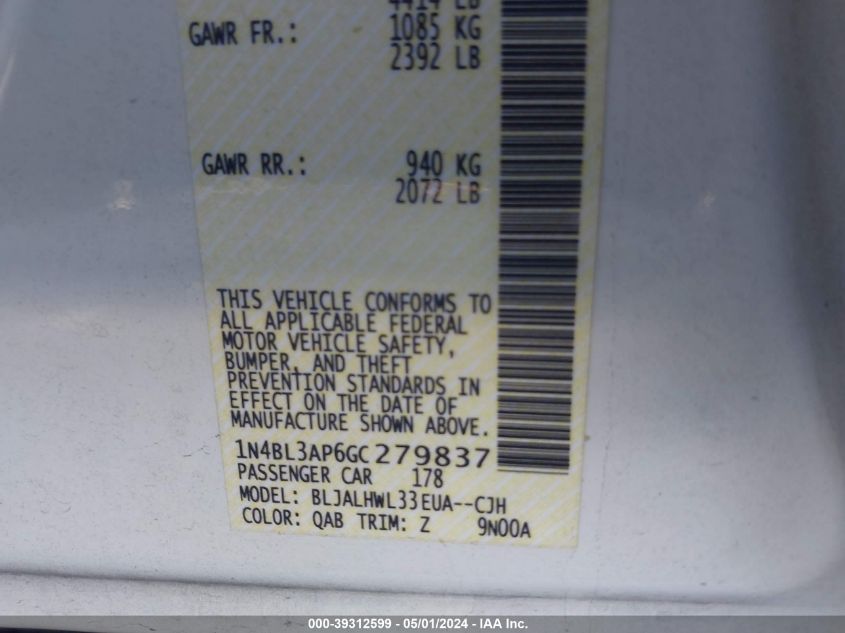 4414 LB
GAWR FR.: 1085 KG
2392 LB
GAWR RR.: 940 KG
2072 LB
THIS VEHICLE CONFORMS TO
ALL APPLICABLE FEDERAL
MOTOR VEHICLE SAFETY,
BUMPER, AND THEFT
PREVENTION STANDARDS IN
EFFECT ON THE DATE OF
MANUFACTURE SHOWN ABOVE.
1N4BL3AP6GC279837
PASSENGER CAR 178
MODEL: BLJALHWL33EUA--CJH
COLOR: QAB TRIM: Z 9N00A
000-39312599 / 05/01/2024 - IAA Inc.